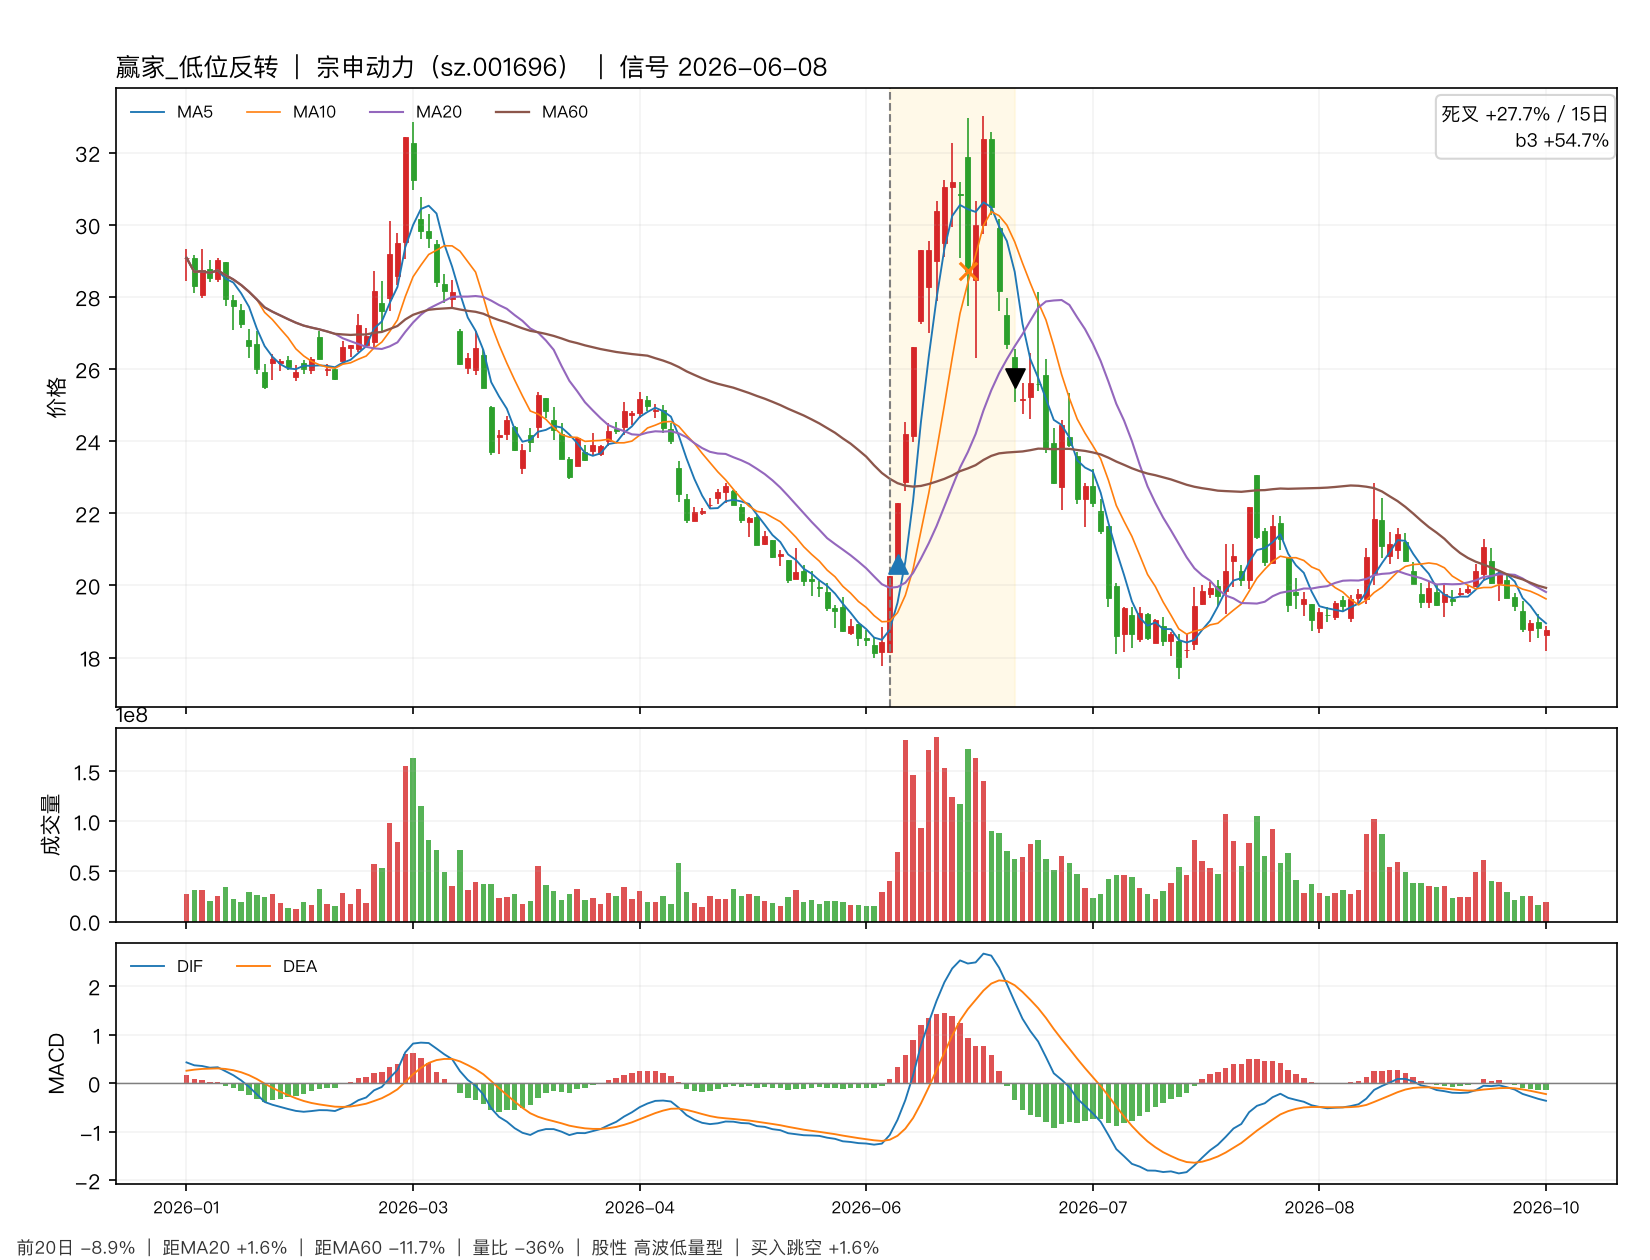 赢家_低位反转 | 宗申动力（sz.001696） | 信号 2026-06-08
MA5 MA10 MA20 MA60
死叉 +27.7% / 15日
b3 +54.7%
价格
32
30
28
26
24
22
20
18
1e8
成交量
1.5
1.0
0.5
0.0
DIF DEA
MACD
2
1
0
−1
−2
2026-01 2026-03 2026-04 2026-06 2026-07 2026-08 2026-10
前20日 -8.9% | 距MA20 +1.6% | 距MA60 -11.7% | 量比 -36% | 股性 高波低量型 | 买入跳空 +1.6%